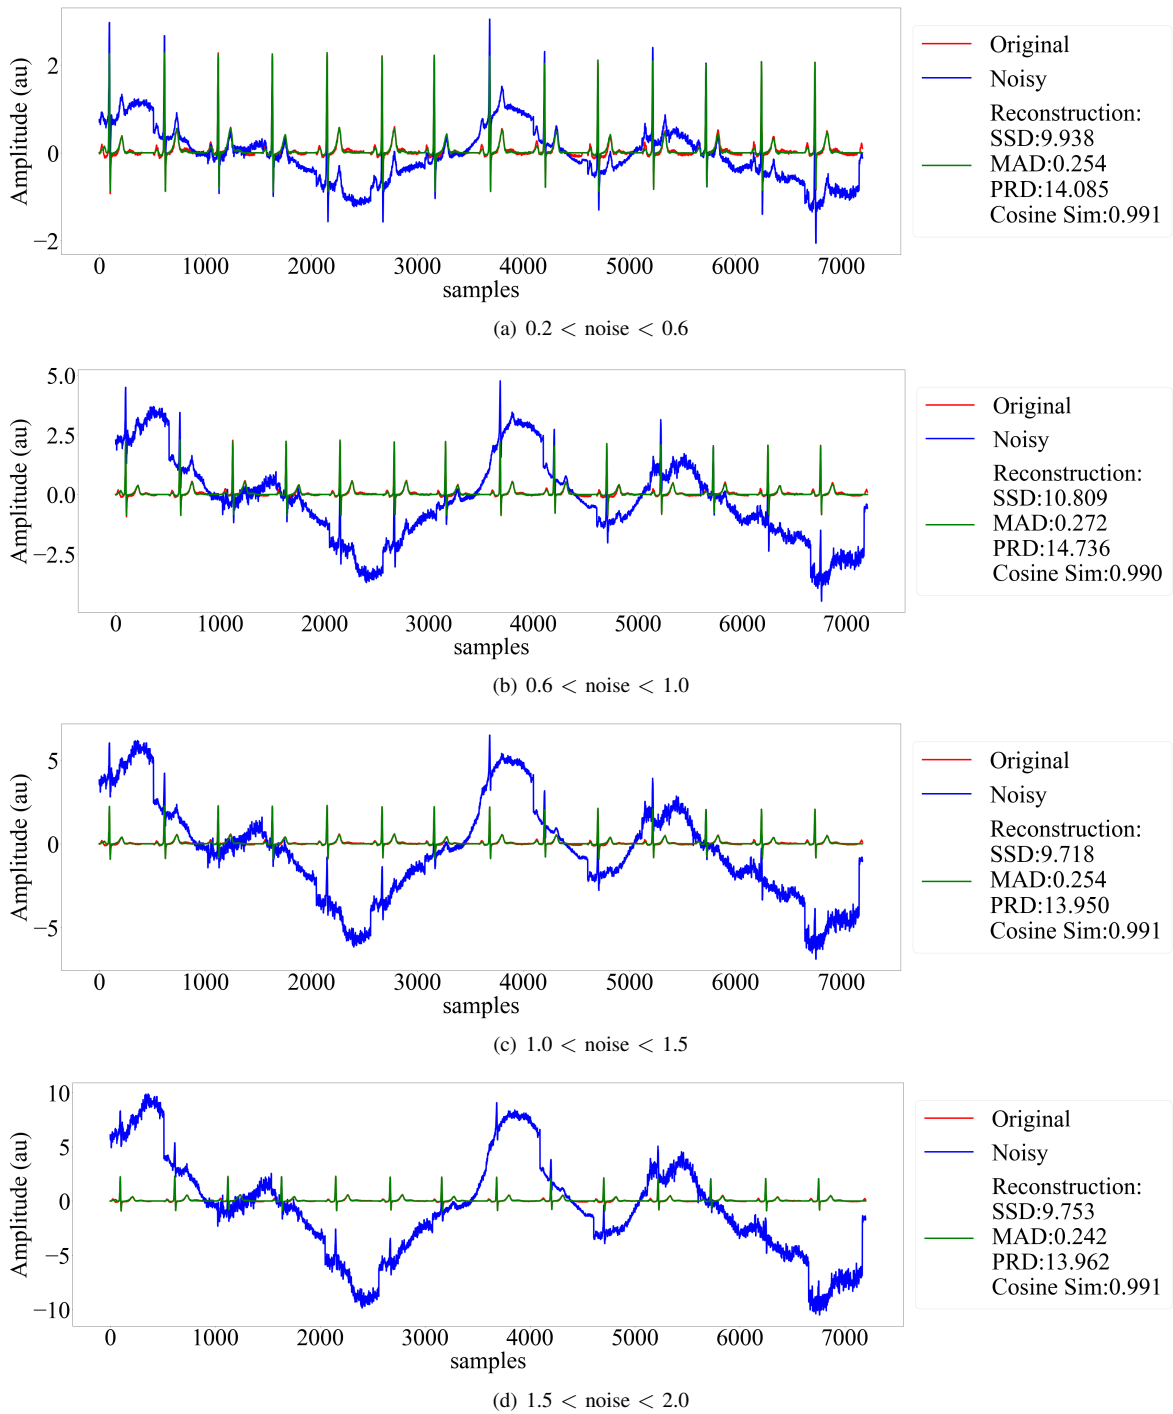 Amplitude (au)
2
0
−2
0 1000 2000 3000 4000 5000 6000 7000
samples
Original
Noisy
Reconstruction:
SSD:9.938
MAD:0.254
PRD:14.085
Cosine Sim:0.991
(a) 0.2 < noise < 0.6
Amplitude (au)
5.0
2.5
0.0
−2.5
0 1000 2000 3000 4000 5000 6000 7000
samples
Original
Noisy
Reconstruction:
SSD:10.809
MAD:0.272
PRD:14.736
Cosine Sim:0.990
(b) 0.6 < noise < 1.0
Amplitude (au)
5
0
−5
0 1000 2000 3000 4000 5000 6000 7000
samples
Original
Noisy
Reconstruction:
SSD:9.718
MAD:0.254
PRD:13.950
Cosine Sim:0.991
(c) 1.0 < noise < 1.5
Amplitude (au)
10
5
0
−5
−10
0 1000 2000 3000 4000 5000 6000 7000
samples
Original
Noisy
Reconstruction:
SSD:9.753
MAD:0.242
PRD:13.962
Cosine Sim:0.991
(d) 1.5 < noise < 2.0